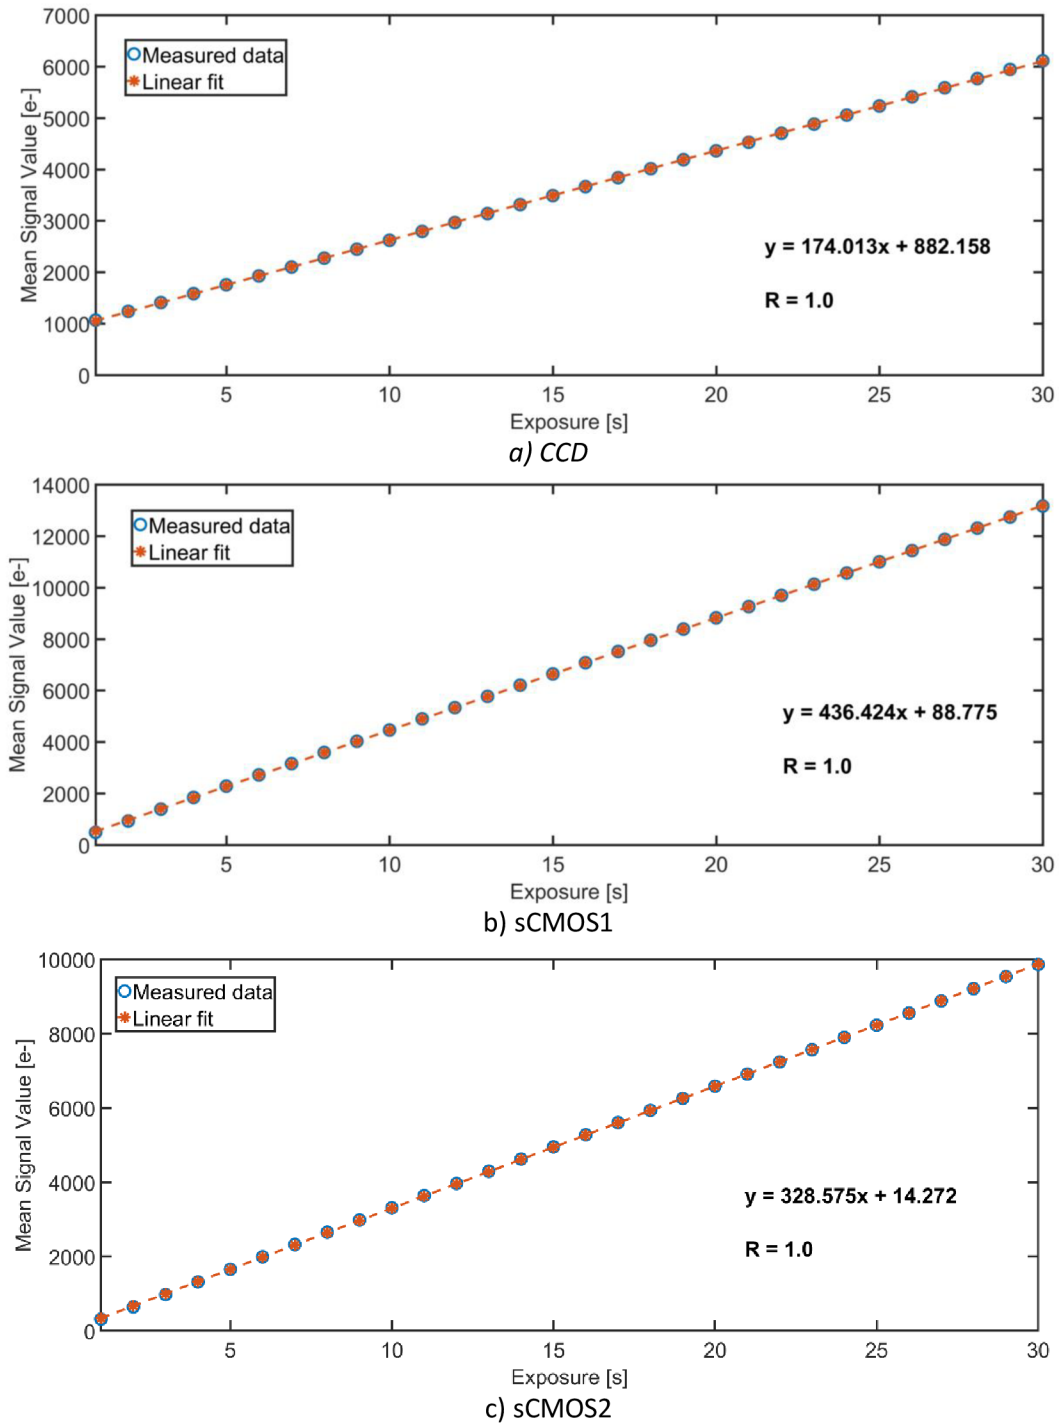 7000
6000
5000
4000
3000
2000
1000
0
Mean Signal Value [e-]
Measured data
Linear fit
y = 174.013x + 882.158
R = 1.0
5 10 15 20 25 30
Exposure [s]
a) CCD
14000
12000
10000
8000
6000
4000
2000
0
Mean Signal Value [e-]
Measured data
Linear fit
y = 436.424x + 88.775
R = 1.0
5 10 15 20 25 30
Exposure [s]
b) sCMOS1
10000
8000
6000
4000
2000
0
Mean Signal Value [e-]
Measured data
Linear fit
y = 328.575x + 14.272
R = 1.0
5 10 15 20 25 30
Exposure [s]
c) sCMOS2